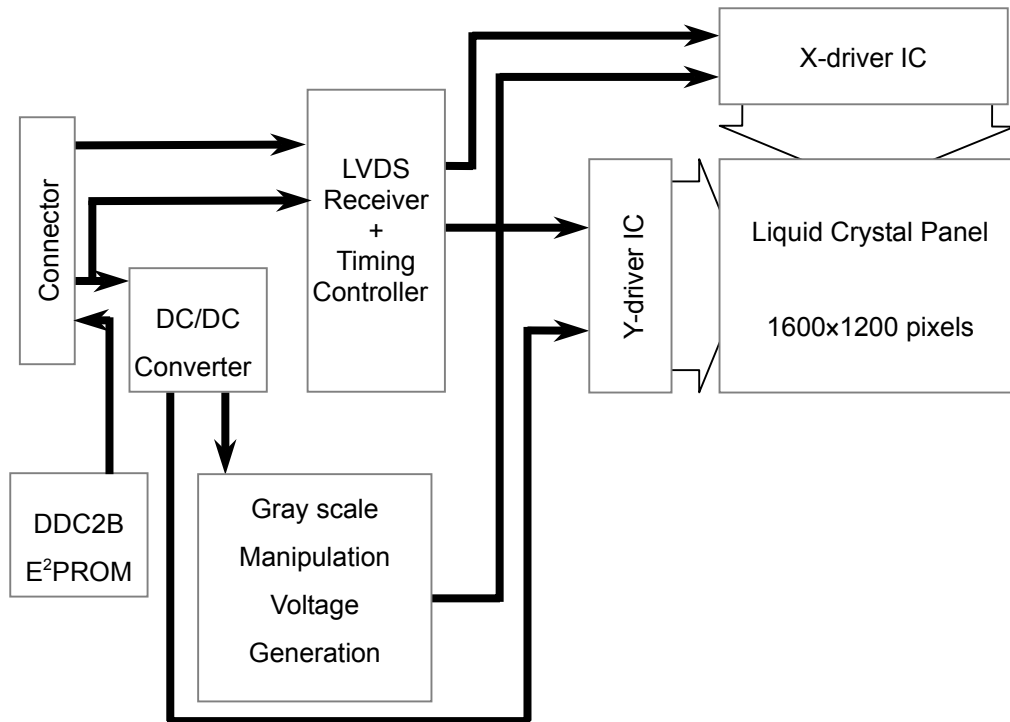 X-driver IC
Connector
LVDS
Receiver
+
Timing
Controller
Y-driver IC
Liquid Crystal Panel
1600×1200 pixels
DC/DC
Converter
DDC2B
E²PROM
Gray scale
Manipulation
Voltage
Generation